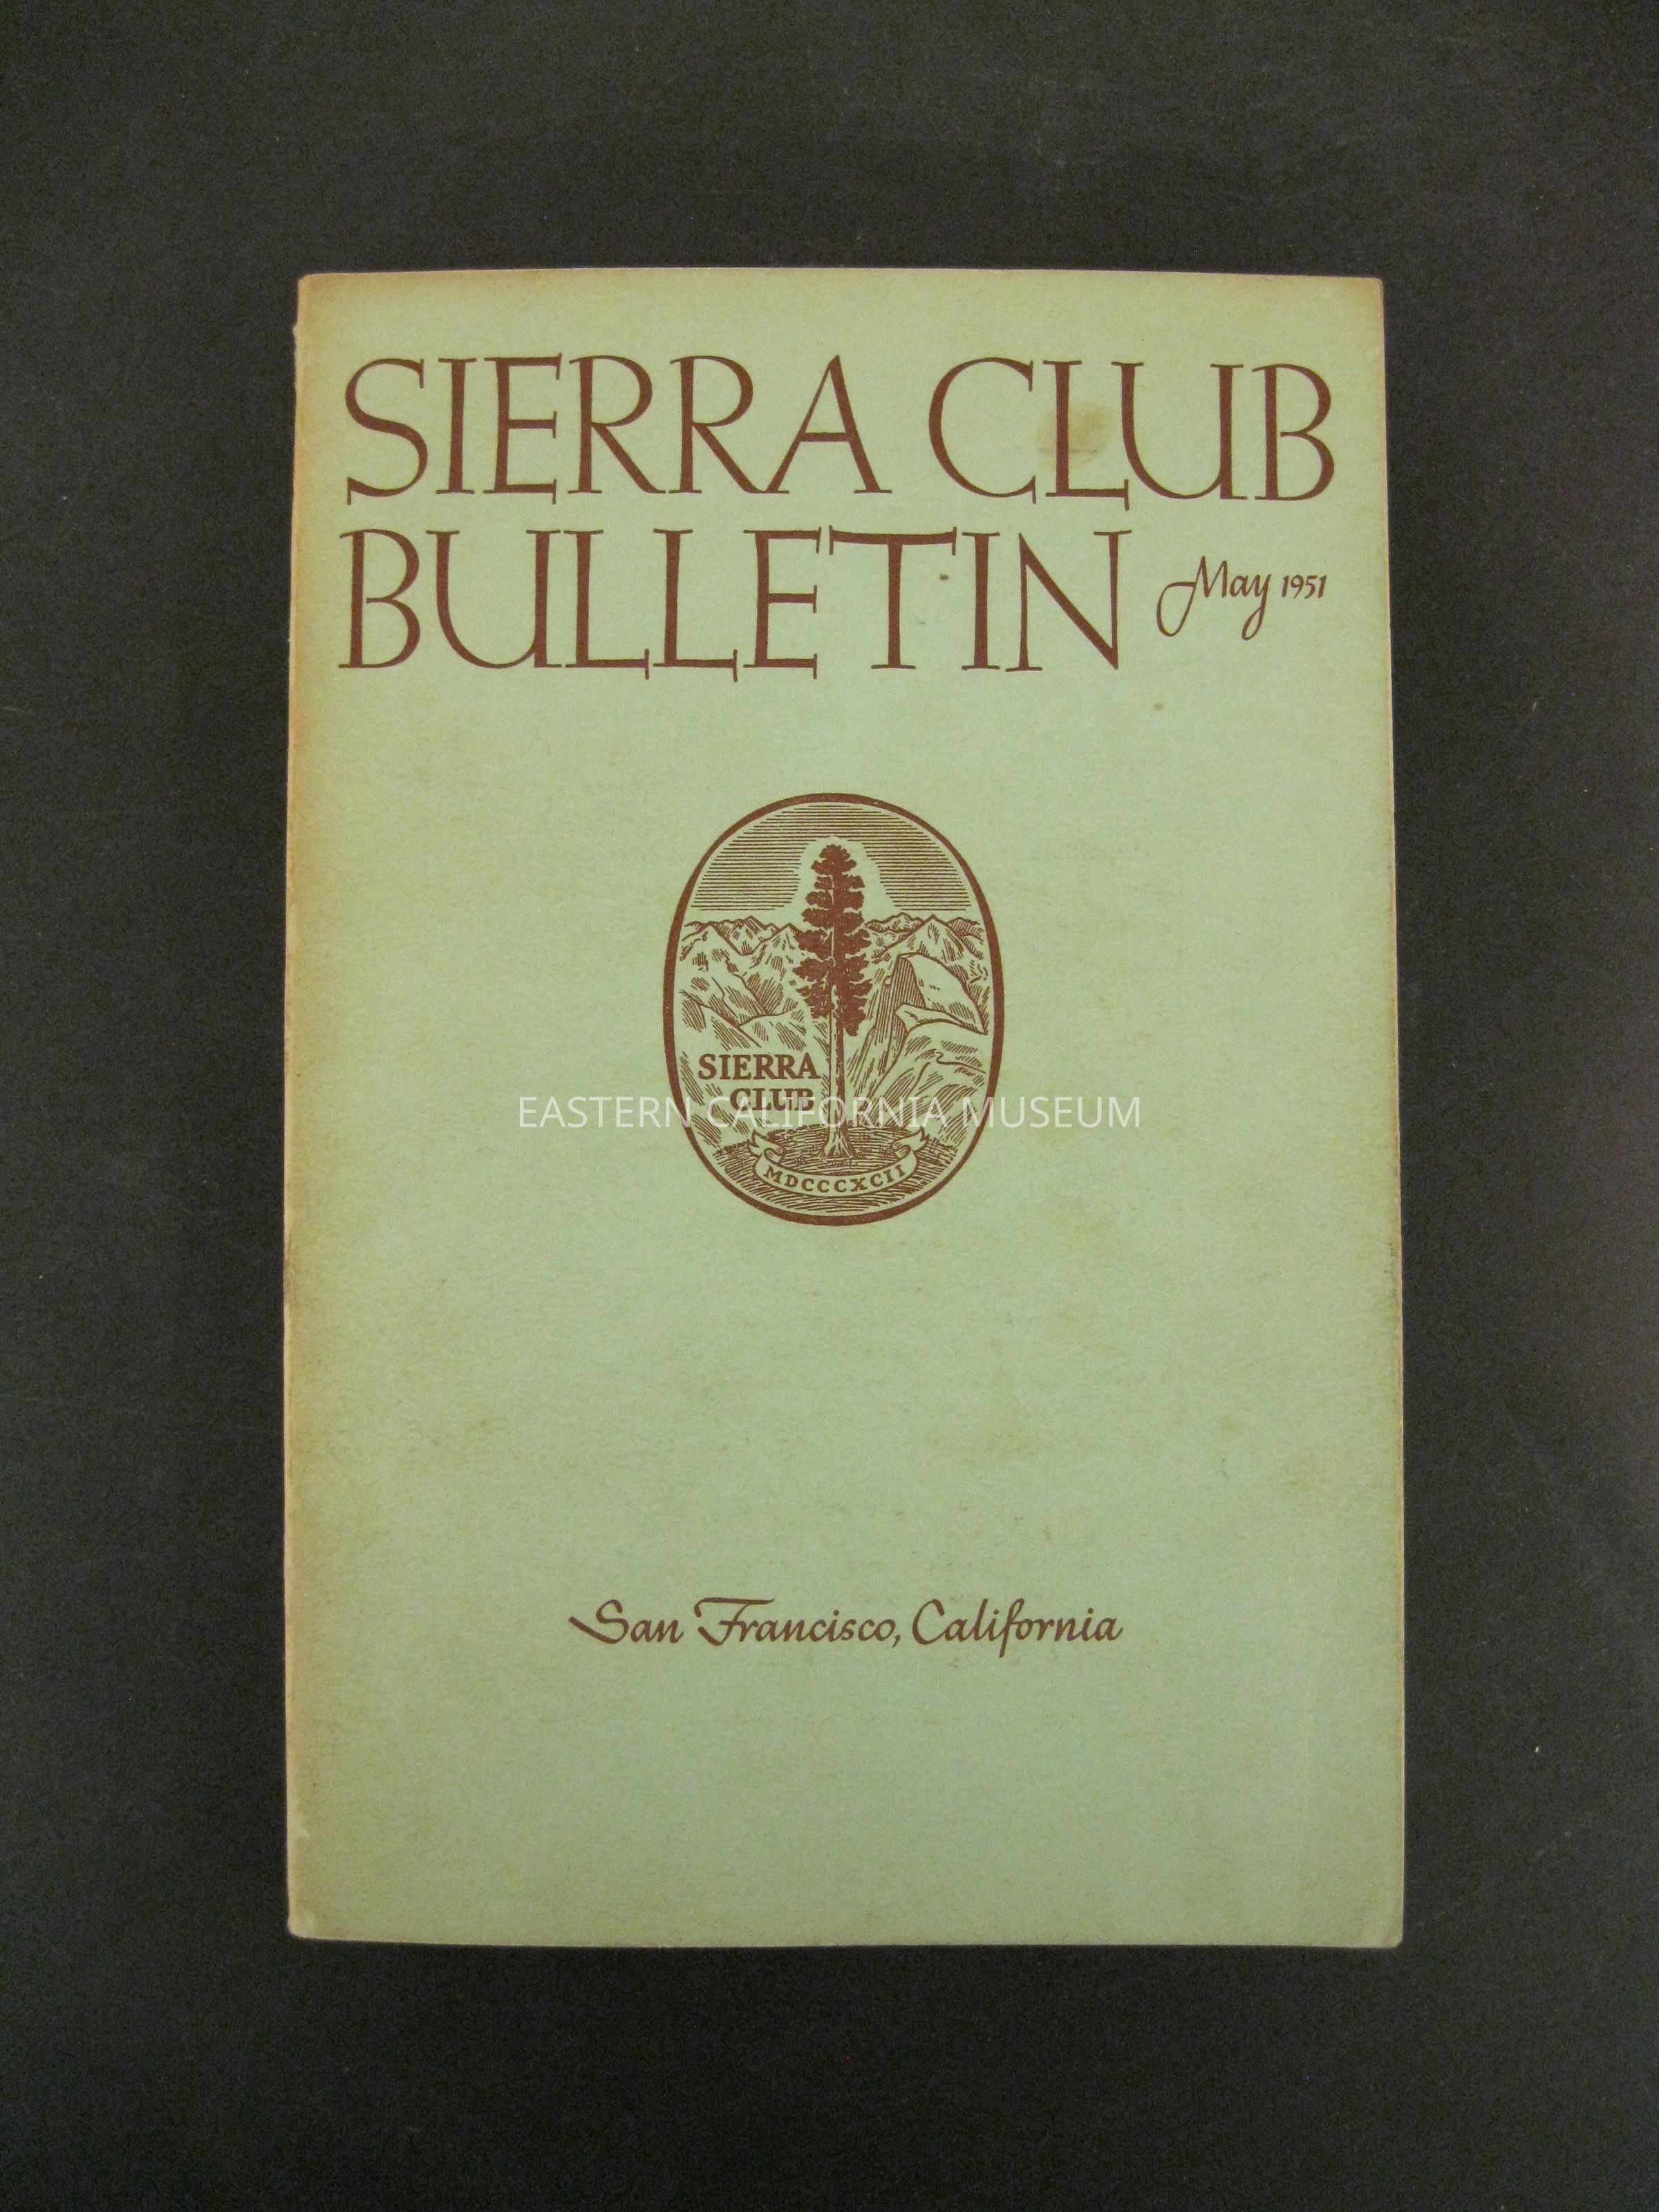 SIERRA CLUB
BULLETIN May 1951
SIERRA
CLUB
EASTERN CALIFORNIA MUSEUM
MDCCCXCII
San Francisco, California